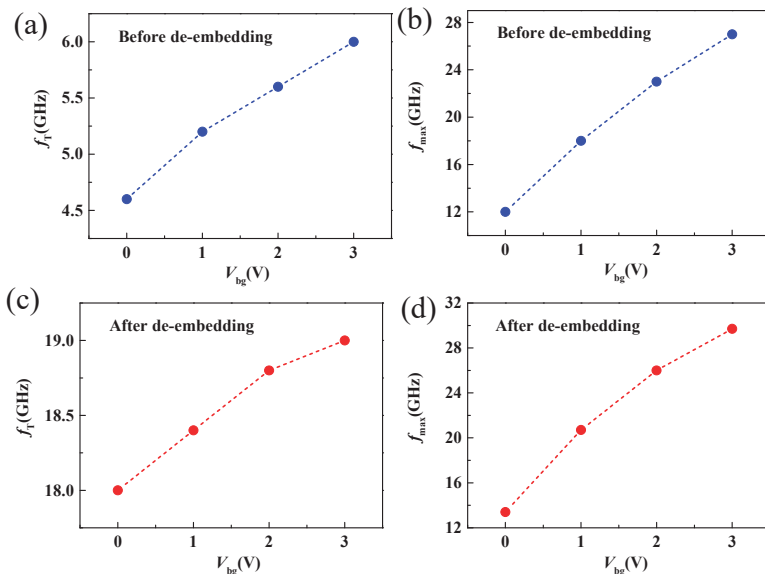 (a)
Before de-embedding
6.0
5.5
5.0
4.5
fT(GHz)
0 1 2 3
Vbg(V)
(b)
Before de-embedding
28
24
20
16
12
fmax(GHz)
0 1 2 3
Vbg(V)
(c)
After de-embedding
19.0
18.5
18.0
fT(GHz)
0 1 2 3
Vbg(V)
(d)
After de-embedding
32
28
24
20
16
12
fmax(GHz)
0 1 2 3
Vbg(V)